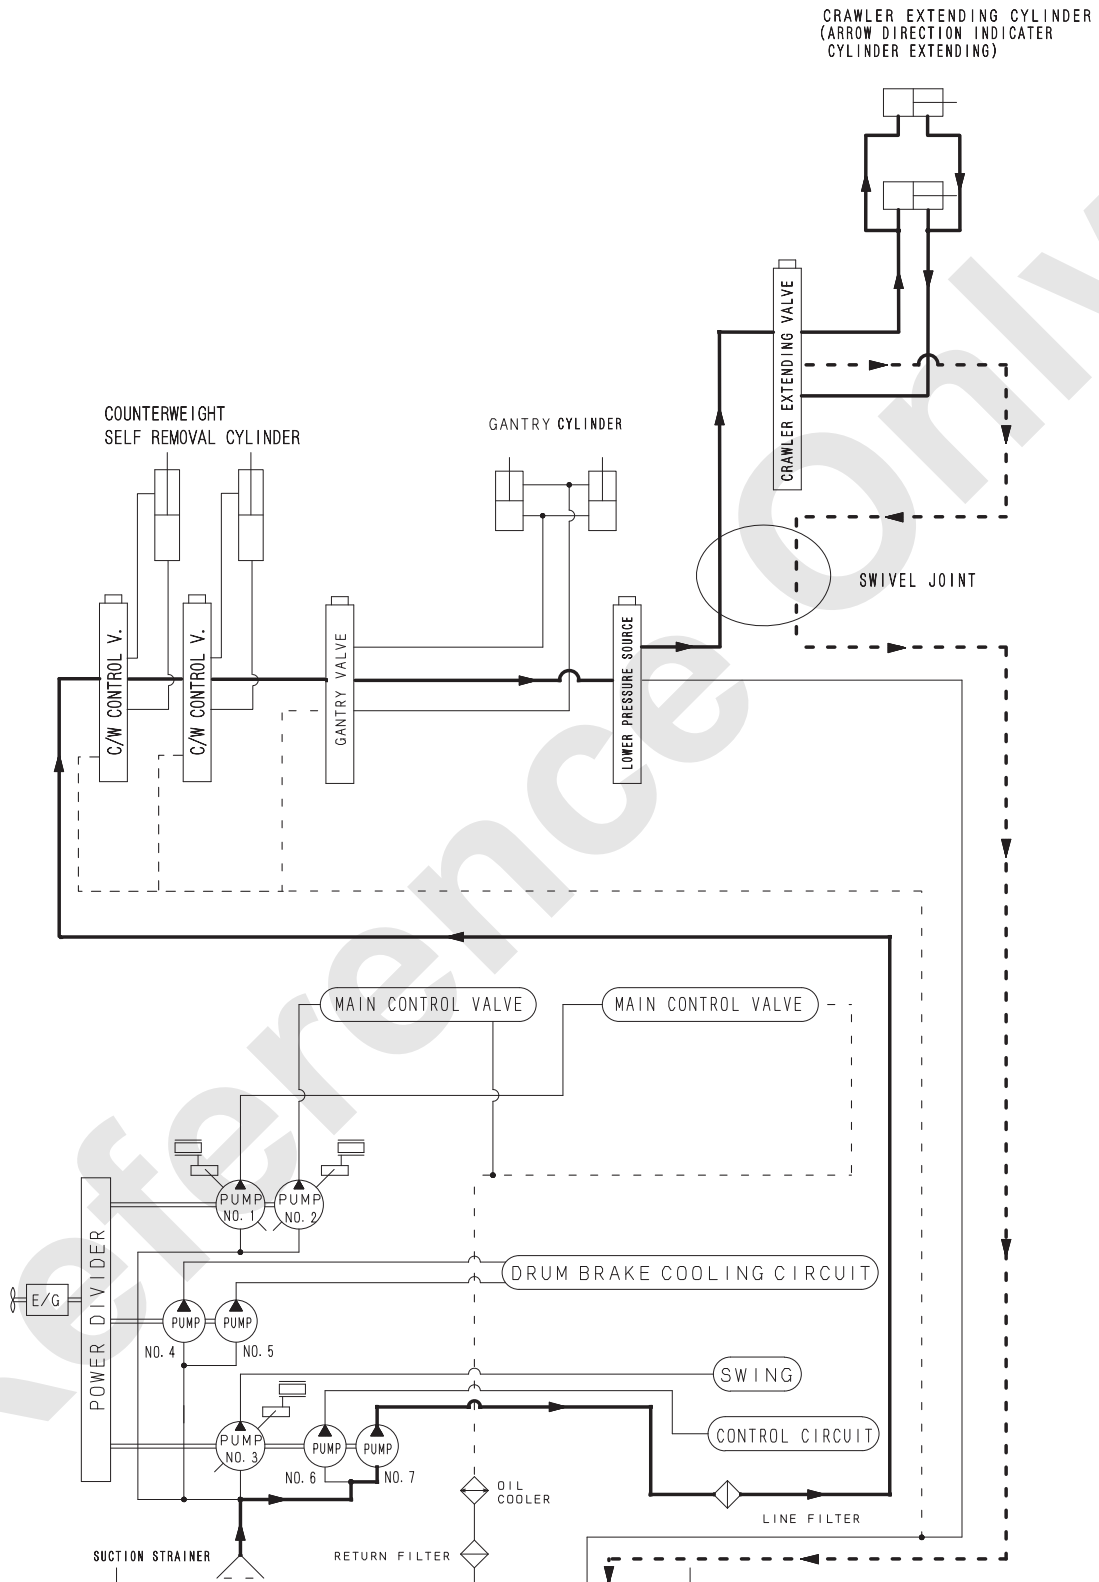 CRAWLER EXTENDING CYLINDER
(ARROW DIRECTION INDICATER
CYLINDER EXTENDING)
CRAWLER EXTENDING VALVE
COUNTERWEIGHT
SELF REMOVAL CYLINDER
GANTRY CYLINDER
SWIVEL JOINT
C/W CONTROL V.
C/W CONTROL V.
GANTRY VALVE
LOWER PRESSURE SOURCE
MAIN CONTROL VALVE
MAIN CONTROL VALVE
PUMP
NO. 1
PUMP
NO. 2
POWER DIVIDER
E/G
DRUM BRAKE COOLING CIRCUIT
PUMP
PUMP
NO. 4
NO. 5
SWING
PUMP
NO. 3
PUMP
PUMP
CONTROL CIRCUIT
NO. 6
NO. 7
OIL
COOLER
LINE FILTER
SUCTION STRAINER
RETURN FILTER
eference Only